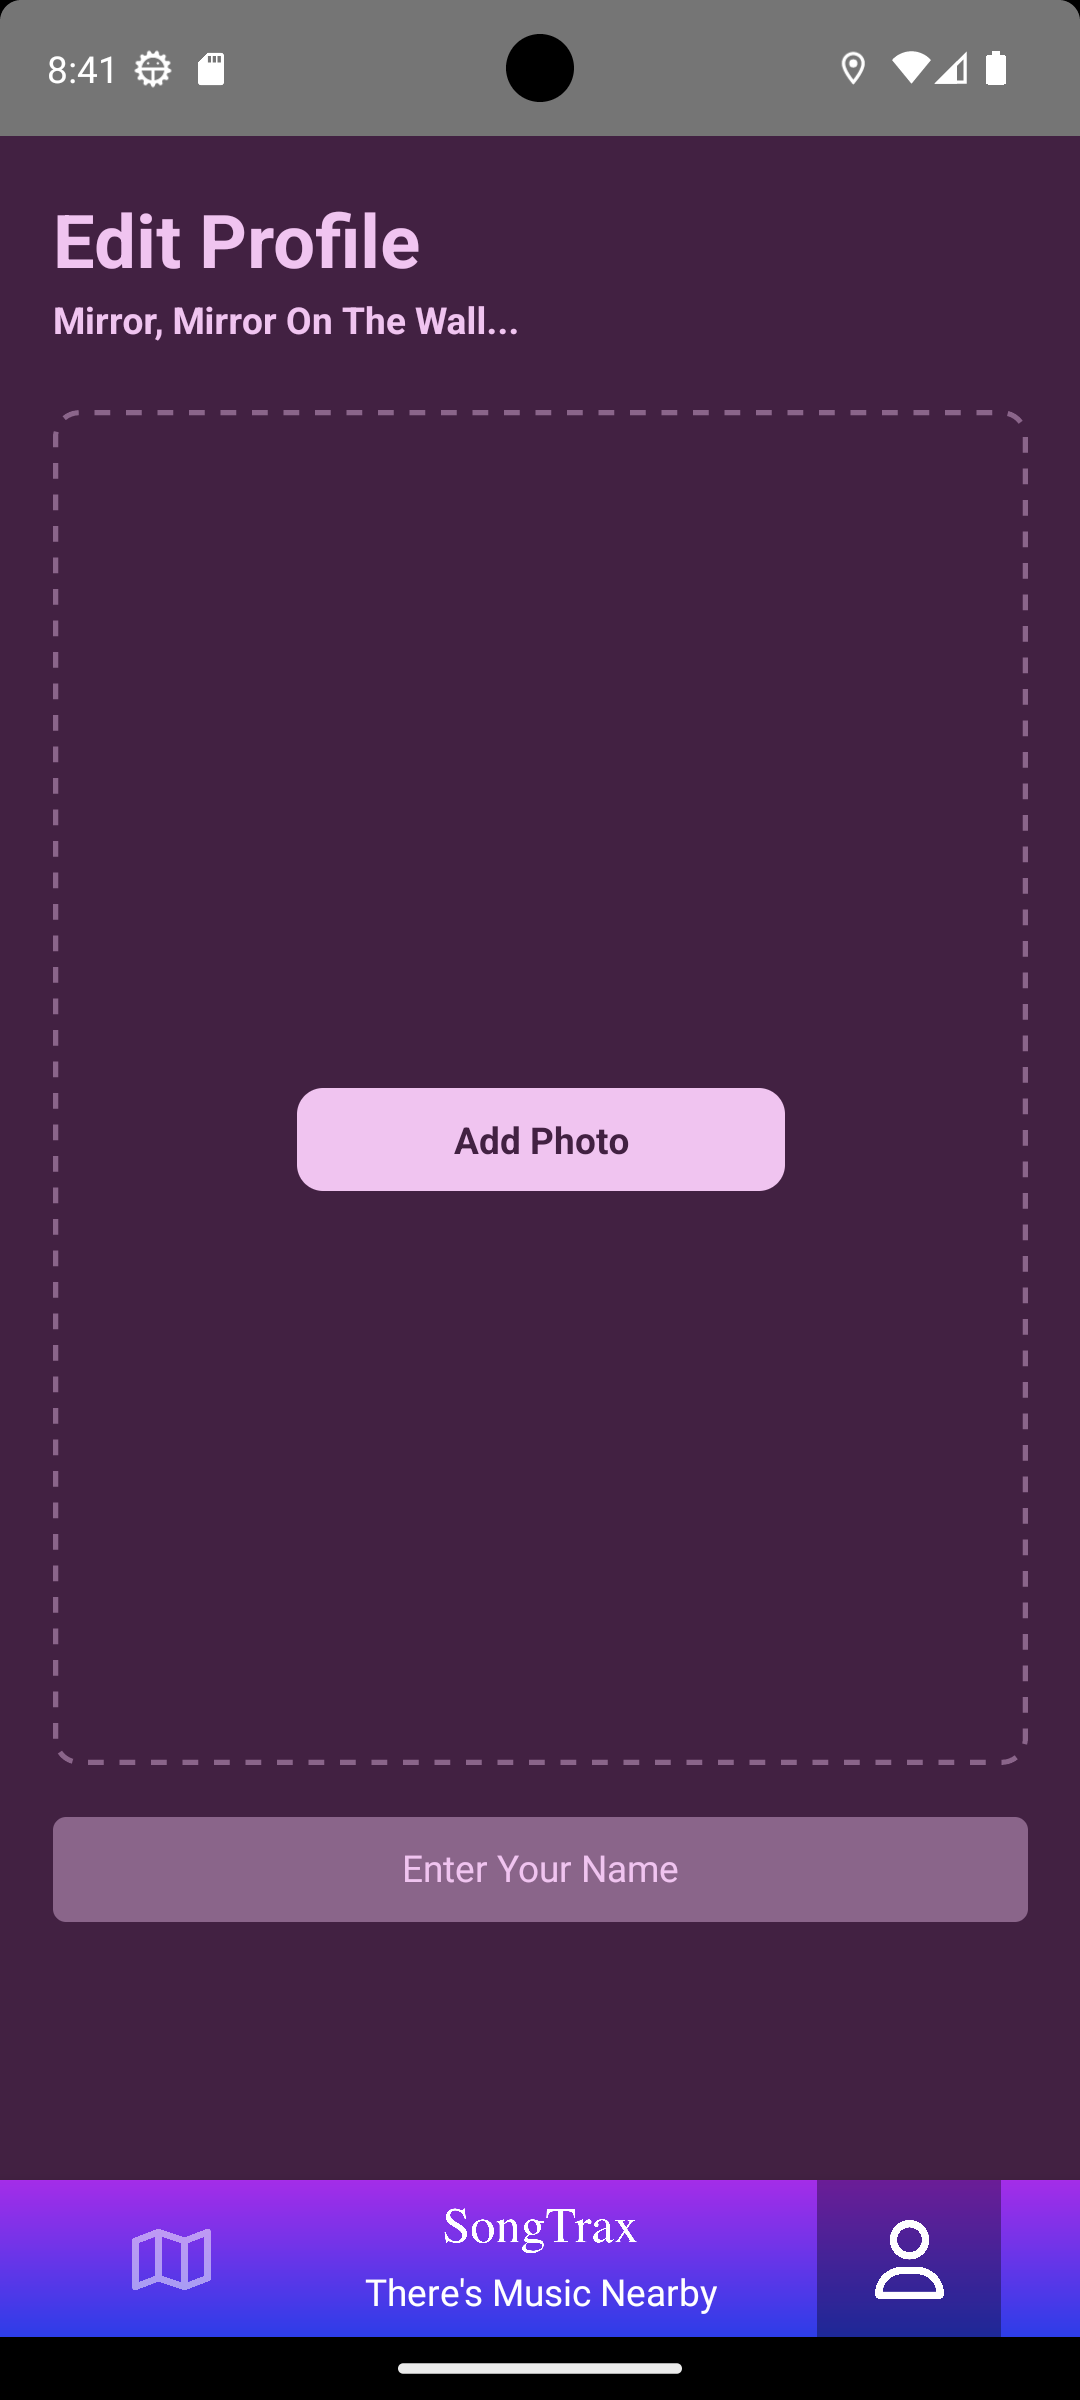 8:41
Edit Profile
Mirror, Mirror On The Wall...
Add Photo
Enter Your Name
SongTrax
There's Music Nearby